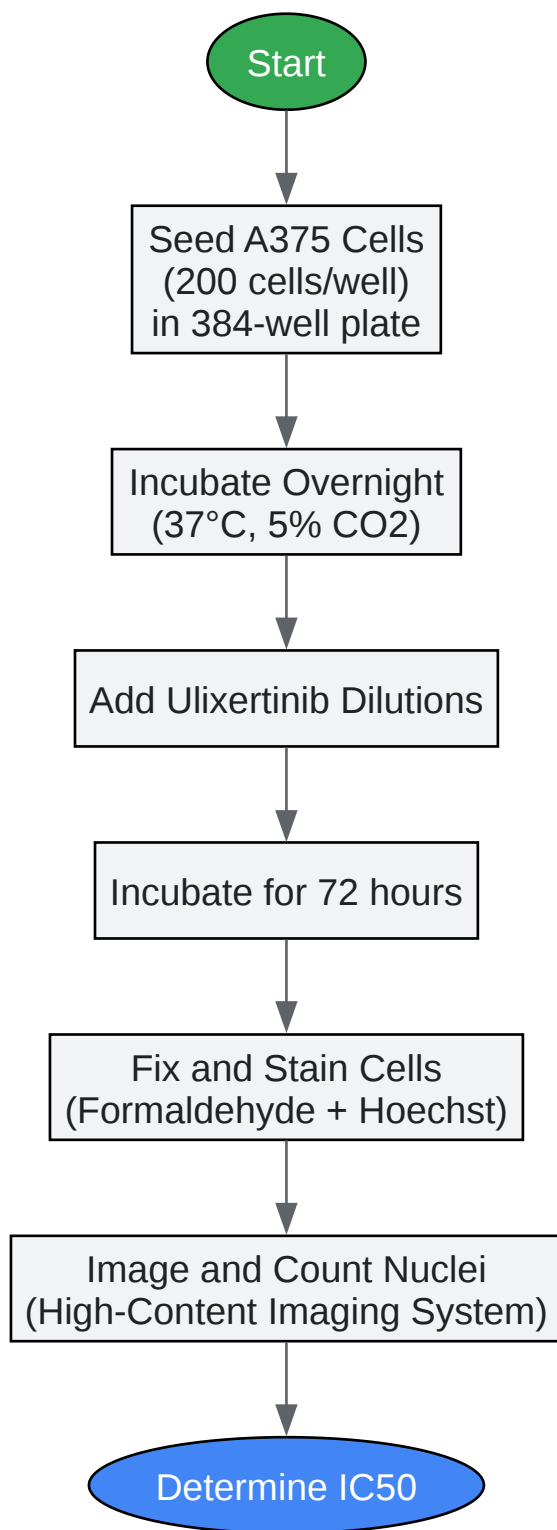 Start
Seed A375 Cells
(200 cells/well)
in 384-well plate
Incubate Overnight
(37°C, 5% CO2)
Add Ulixertinib Dilutions
Incubate for 72 hours
Fix and Stain Cells
(Formaldehyde + Hoechst)
Image and Count Nuclei
(High-Content Imaging System)
Determine IC50